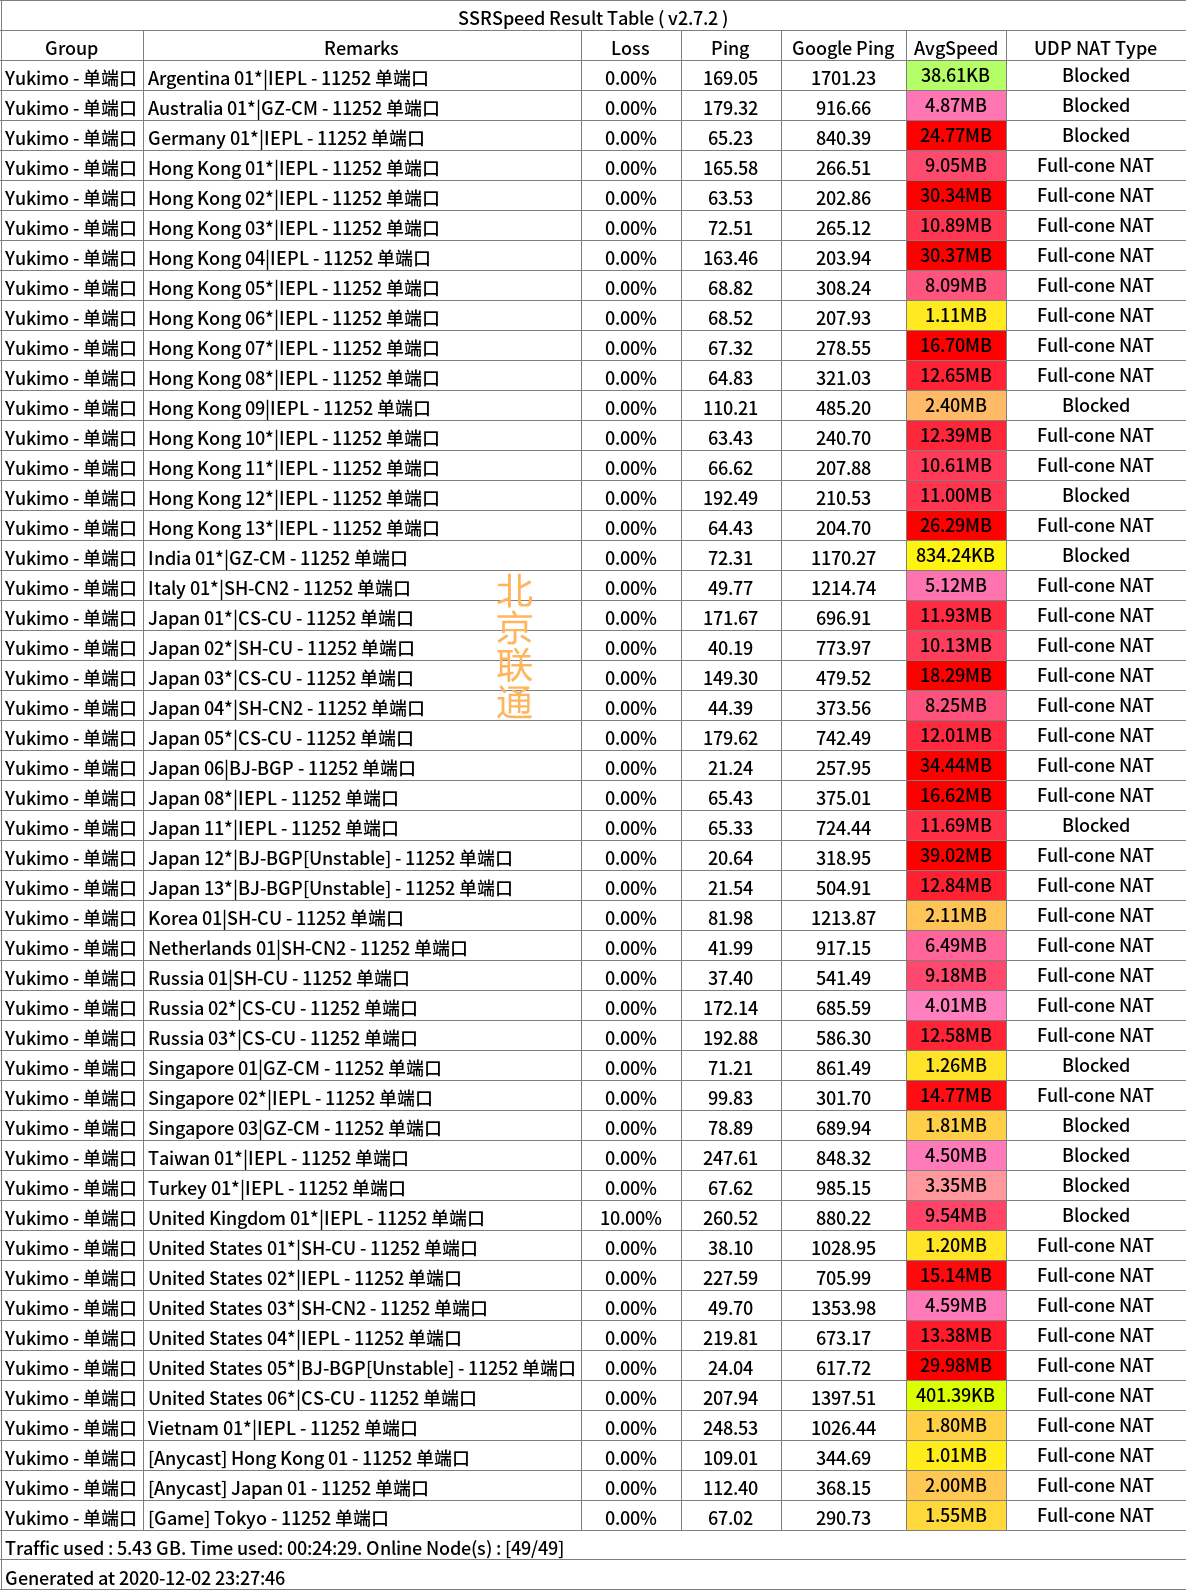 SSRSpeed Result Table ( v2.7.2 )
Group Remarks Loss Ping Google Ping AvgSpeed UDP NAT Type
Yukimo - 单端口 Argentina 01*|IEPL - 11252 单端口 0.00% 169.05 1701.23 38.61KB Blocked
Yukimo - 单端口 Australia 01*|GZ-CM - 11252 单端口 0.00% 179.32 916.66 4.87MB Blocked
Yukimo - 单端口 Germany 01*|IEPL - 11252 单端口 0.00% 65.23 840.39 24.77MB Blocked
Yukimo - 单端口 Hong Kong 01*|IEPL - 11252 单端口 0.00% 165.58 266.51 9.05MB Full-cone NAT
Yukimo - 单端口 Hong Kong 02*|IEPL - 11252 单端口 0.00% 63.53 202.86 30.34MB Full-cone NAT
Yukimo - 单端口 Hong Kong 03*|IEPL - 11252 单端口 0.00% 72.51 265.12 10.89MB Full-cone NAT
Yukimo - 单端口 Hong Kong 04|IEPL - 11252 单端口 0.00% 163.46 203.94 30.37MB Full-cone NAT
Yukimo - 单端口 Hong Kong 05*|IEPL - 11252 单端口 0.00% 68.82 308.24 8.09MB Full-cone NAT
Yukimo - 单端口 Hong Kong 06*|IEPL - 11252 单端口 0.00% 68.52 207.93 1.11MB Full-cone NAT
Yukimo - 单端口 Hong Kong 07*|IEPL - 11252 单端口 0.00% 67.32 278.55 16.70MB Full-cone NAT
Yukimo - 单端口 Hong Kong 08*|IEPL - 11252 单端口 0.00% 64.83 321.03 12.65MB Full-cone NAT
Yukimo - 单端口 Hong Kong 09|IEPL - 11252 单端口 0.00% 110.21 485.20 2.40MB Blocked
Yukimo - 单端口 Hong Kong 10*|IEPL - 11252 单端口 0.00% 63.43 240.70 12.39MB Full-cone NAT
Yukimo - 单端口 Hong Kong 11*|IEPL - 11252 单端口 0.00% 66.62 207.88 10.61MB Full-cone NAT
Yukimo - 单端口 Hong Kong 12*|IEPL - 11252 单端口 0.00% 192.49 210.53 11.00MB Blocked
Yukimo - 单端口 Hong Kong 13*|IEPL - 11252 单端口 0.00% 64.43 204.70 26.29MB Full-cone NAT
Yukimo - 单端口 India 01*|GZ-CM - 11252 单端口 0.00% 72.31 1170.27 834.24KB Blocked
Yukimo - 单端口 Italy 01*|SH-CN2 - 11252 单端口 0.00% 49.77 1214.74 5.12MB Full-cone NAT
Yukimo - 单端口 Japan 01*|CS-CU - 11252 单端口 0.00% 171.67 696.91 11.93MB Full-cone NAT
Yukimo - 单端口 Japan 02*|SH-CU - 11252 单端口 0.00% 40.19 773.97 10.13MB Full-cone NAT
Yukimo - 单端口 Japan 03*|CS-CU - 11252 单端口 0.00% 149.30 479.52 18.29MB Full-cone NAT
Yukimo - 单端口 Japan 04*|SH-CN2 - 11252 单端口 0.00% 44.39 373.56 8.25MB Full-cone NAT
Yukimo - 单端口 Japan 05*|CS-CU - 11252 单端口 0.00% 179.62 742.49 12.01MB Full-cone NAT
Yukimo - 单端口 Japan 06|BJ-BGP - 11252 单端口 0.00% 21.24 257.95 34.44MB Full-cone NAT
Yukimo - 单端口 Japan 08*|IEPL - 11252 单端口 0.00% 65.43 375.01 16.62MB Full-cone NAT
Yukimo - 单端口 Japan 11*|IEPL - 11252 单端口 0.00% 65.33 724.44 11.69MB Blocked
Yukimo - 单端口 Japan 12*|BJ-BGP[Unstable] - 11252 单端口 0.00% 20.64 318.95 39.02MB Full-cone NAT
Yukimo - 单端口 Japan 13*|BJ-BGP[Unstable] - 11252 单端口 0.00% 21.54 504.91 12.84MB Full-cone NAT
Yukimo - 单端口 Korea 01|SH-CU - 11252 单端口 0.00% 81.98 1213.87 2.11MB Full-cone NAT
Yukimo - 单端口 Netherlands 01|SH-CN2 - 11252 单端口 0.00% 41.99 917.15 6.49MB Full-cone NAT
Yukimo - 单端口 Russia 01|SH-CU - 11252 单端口 0.00% 37.40 541.49 9.18MB Full-cone NAT
Yukimo - 单端口 Russia 02*|CS-CU - 11252 单端口 0.00% 172.14 685.59 4.01MB Full-cone NAT
Yukimo - 单端口 Russia 03*|CS-CU - 11252 单端口 0.00% 192.88 586.30 12.58MB Full-cone NAT
Yukimo - 单端口 Singapore 01|GZ-CM - 11252 单端口 0.00% 71.21 861.49 1.26MB Blocked
Yukimo - 单端口 Singapore 02*|IEPL - 11252 单端口 0.00% 99.83 301.70 14.77MB Full-cone NAT
Yukimo - 单端口 Singapore 03|GZ-CM - 11252 单端口 0.00% 78.89 689.94 1.81MB Blocked
Yukimo - 单端口 Taiwan 01*|IEPL - 11252 单端口 0.00% 247.61 848.32 4.50MB Blocked
Yukimo - 单端口 Turkey 01*|IEPL - 11252 单端口 0.00% 67.62 985.15 3.35MB Blocked
Yukimo - 单端口 United Kingdom 01*|IEPL - 11252 单端口 10.00% 260.52 880.22 9.54MB Blocked
Yukimo - 单端口 United States 01*|SH-CU - 11252 单端口 0.00% 38.10 1028.95 1.20MB Full-cone NAT
Yukimo - 单端口 United States 02*|IEPL - 11252 单端口 0.00% 227.59 705.99 15.14MB Full-cone NAT
Yukimo - 单端口 United States 03*|SH-CN2 - 11252 单端口 0.00% 49.70 1353.98 4.59MB Full-cone NAT
Yukimo - 单端口 United States 04*|IEPL - 11252 单端口 0.00% 219.81 673.17 13.38MB Full-cone NAT
Yukimo - 单端口 United States 05*|BJ-BGP[Unstable] - 11252 单端口 0.00% 24.04 617.72 29.98MB Full-cone NAT
Yukimo - 单端口 United States 06*|CS-CU - 11252 单端口 0.00% 207.94 1397.51 401.39KB Full-cone NAT
Yukimo - 单端口 Vietnam 01*|IEPL - 11252 单端口 0.00% 248.53 1026.44 1.80MB Full-cone NAT
Yukimo - 单端口 [Anycast] Hong Kong 01 - 11252 单端口 0.00% 109.01 344.69 1.01MB Full-cone NAT
Yukimo - 单端口 [Anycast] Japan 01 - 11252 单端口 0.00% 112.40 368.15 2.00MB Full-cone NAT
Yukimo - 单端口 [Game] Tokyo - 11252 单端口 0.00% 67.02 290.73 1.55MB Full-cone NAT
Traffic used : 5.43 GB. Time used: 00:24:29. Online Node(s) : [49/49]
Generated at 2020-12-02 23:27:46
北京联通